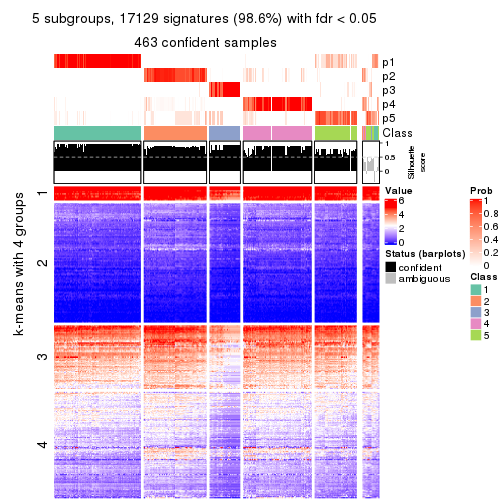 5 subgroups, 17129 signatures (98.6%) with fdr < 0.05
463 confident samples
p1
p2
p3
p4
p5
Class
1
0.5
0
Silhouette
score
k-means with 4 groups
1
2
3
4
Value
6
4
2
0
Status (barplots)
confident
ambiguous
Prob
1
0.8
0.6
0.4
0.2
0
Class
1
2
3
4
5